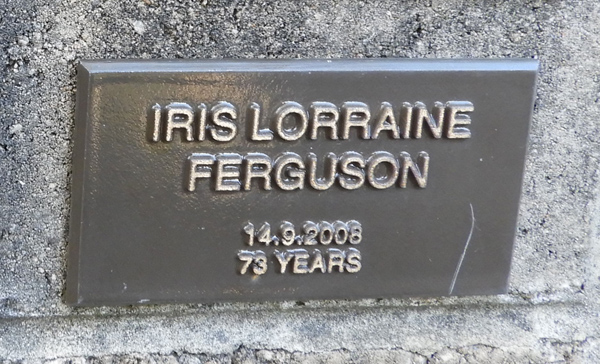 IRIS LORRAINE
FERGUSON
14.9.2008
73 YEARS